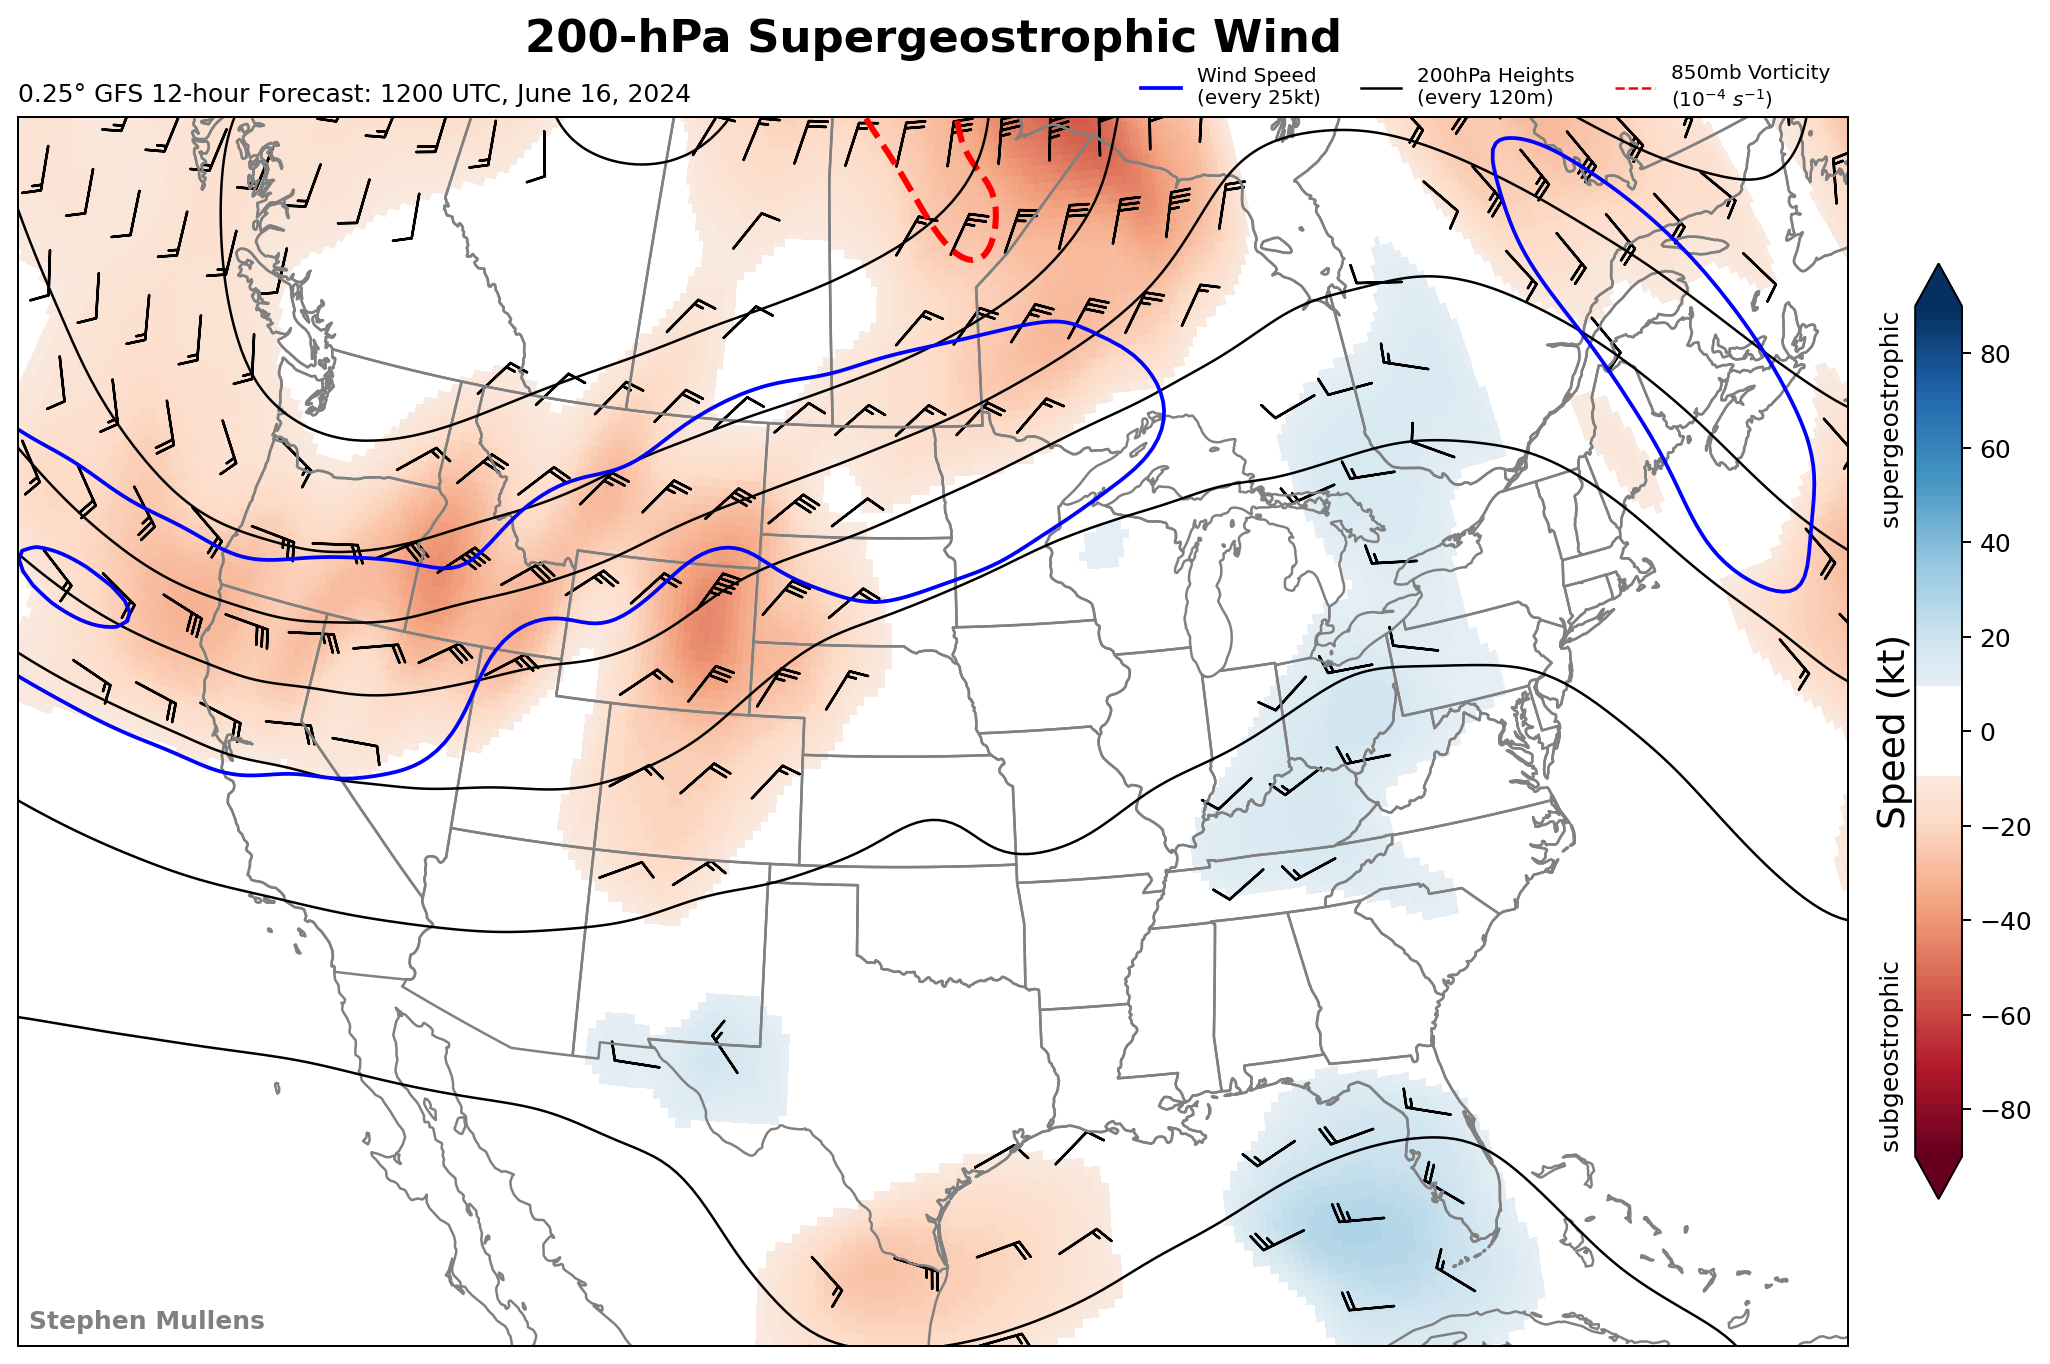 200-hPa Supergeostrophic Wind
0.25° GFS 12-hour Forecast: 1200 UTC, June 16, 2024
Wind Speed
(every 25kt)
200hPa Heights
(every 120m)
850mb Vorticity
(10⁻⁴ s⁻¹)
supergeostrophic
Speed (kt)
subgeostrophic
80
60
40
20
0
−20
−40
−60
−80
Stephen Mullens